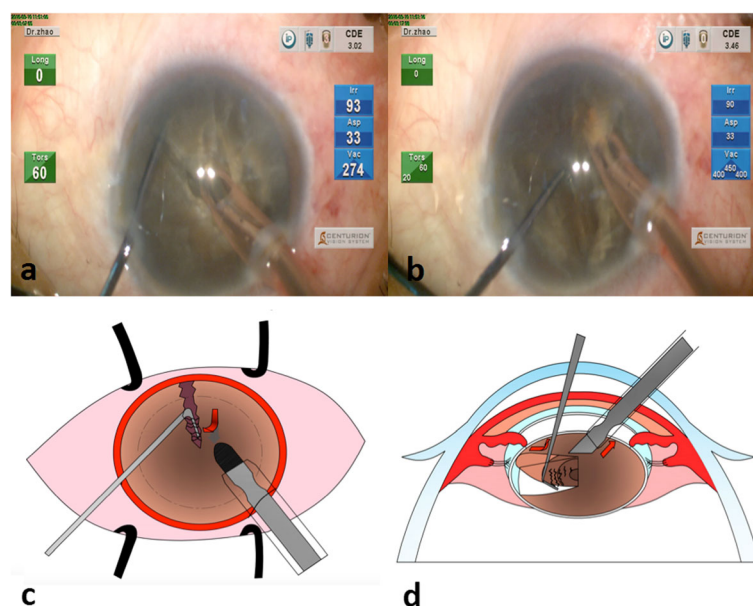 Dr.zhao
CDE
3.02
Long
0
Irr
93
Asp
33
Vac
274
Tors
60
CENTURION
VISION SYSTEM
a
Dr.zhao
CDE
3.46
Long
0
Irr
90
Asp
33
Vac
450
400 400
Tors
60
20
CENTURION
VISION SYSTEM
b
c
d